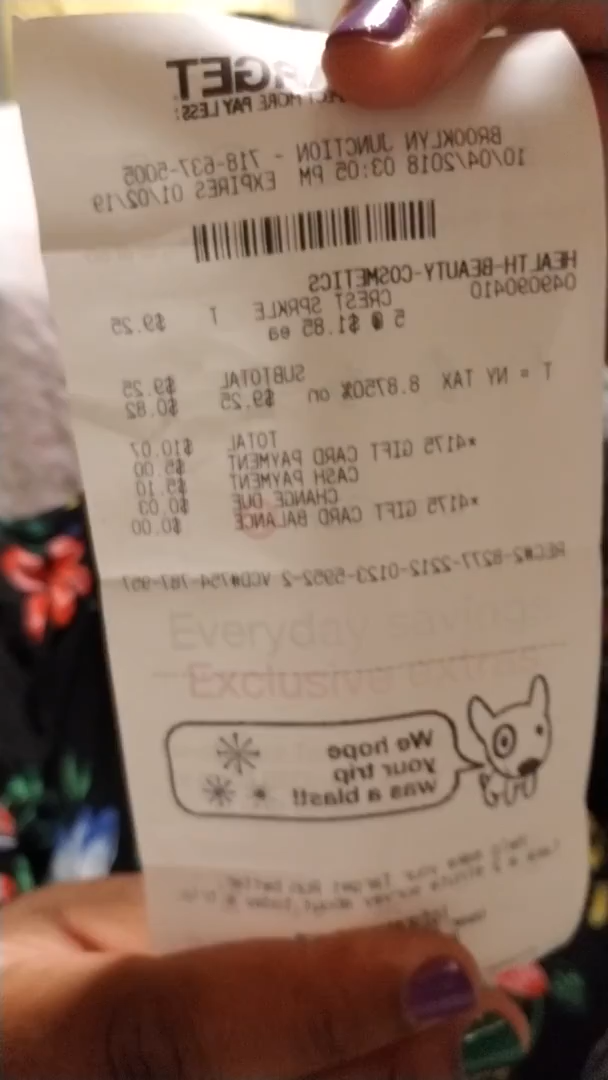 TARGET
EXPECT MORE PAY LESS:
BROOKLYN JUNCTION - 718-637-5005
10/04/2018 03:05 PM EXPIRES 01/02/19
HEALTH-BEAUTY-COSMETICS
049090410 CREST SPRKLE T $9.25
5 @ $1.85 ea
SUBTOTAL $9.25
T = NY TAX 8.8750% on $9.25 $0.82
TOTAL $10.07
*4175 GIFT CARD PAYMENT $5.00
CASH PAYMENT $5.10
CHANGE DUE $0.03
*4175 GIFT CARD BALANCE $0.00
REC#2-8277-2212-0123-5952-2 VCD#754-787-957
Everyday savings
Exclusive extras
We hope
your trip
was a blast!